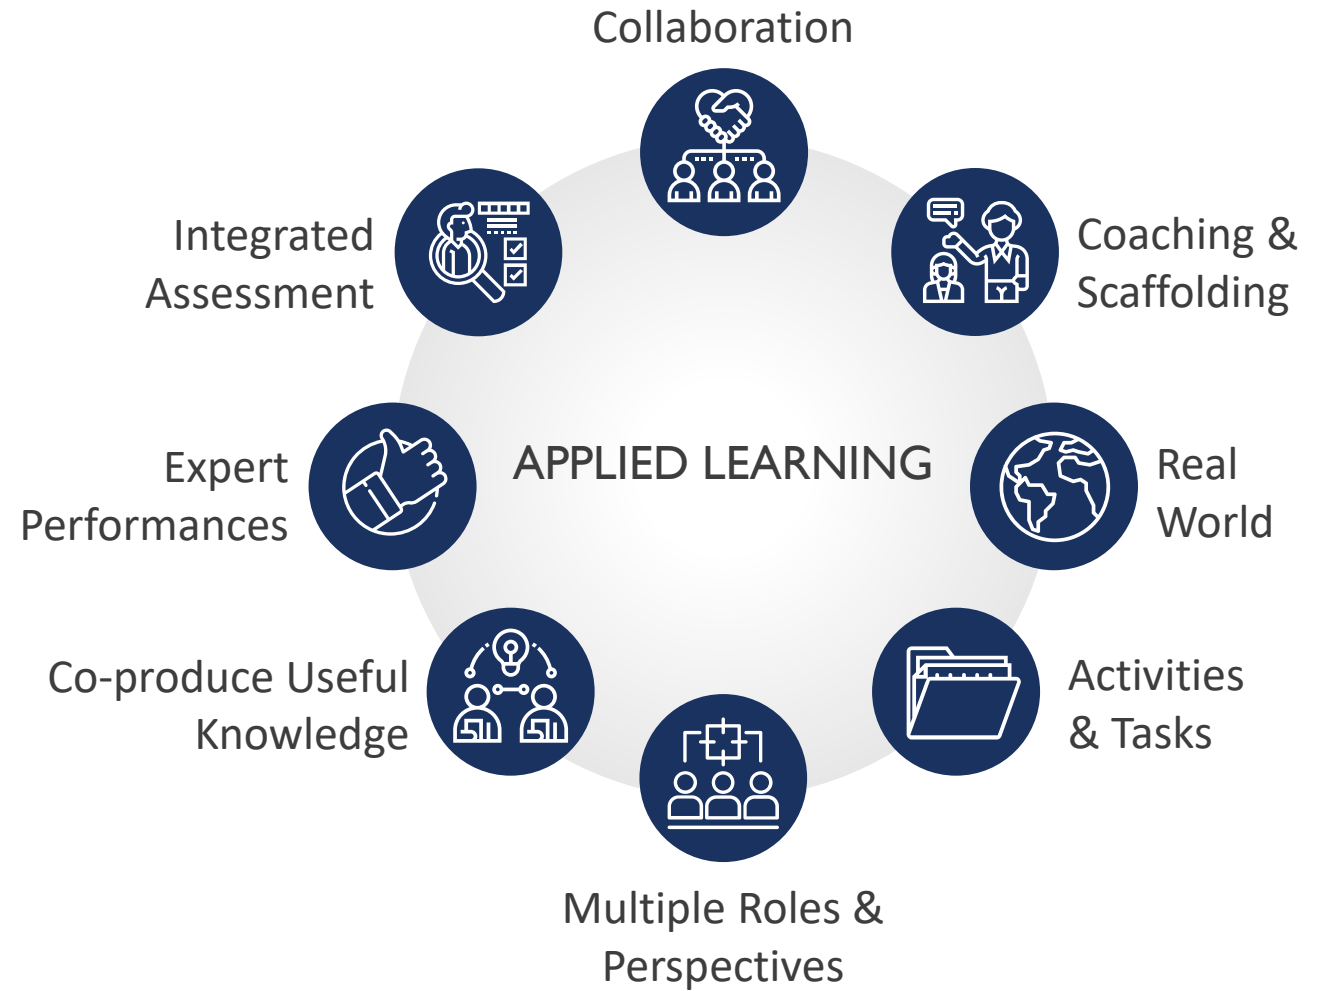 Collaboration
Coaching &
Scaffolding
Real
World
Activities
& Tasks
Multiple Roles &
Perspectives
Co-produce Useful
Knowledge
Expert
Performances
Integrated
Assessment
APPLIED LEARNING